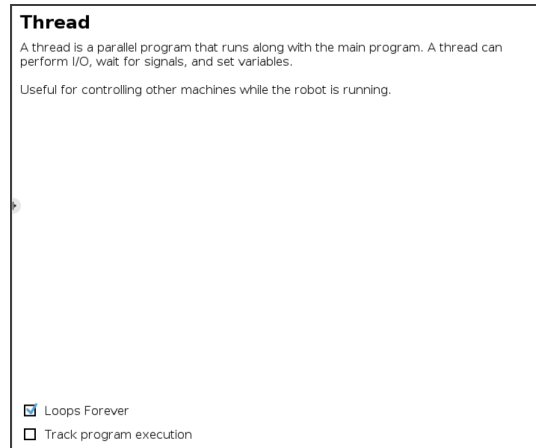 Thread
A thread is a parallel program that runs along with the main program. A thread can
perform I/O, wait for signals, and set variables.
Useful for controlling other machines while the robot is running.
Loops Forever
Track program execution